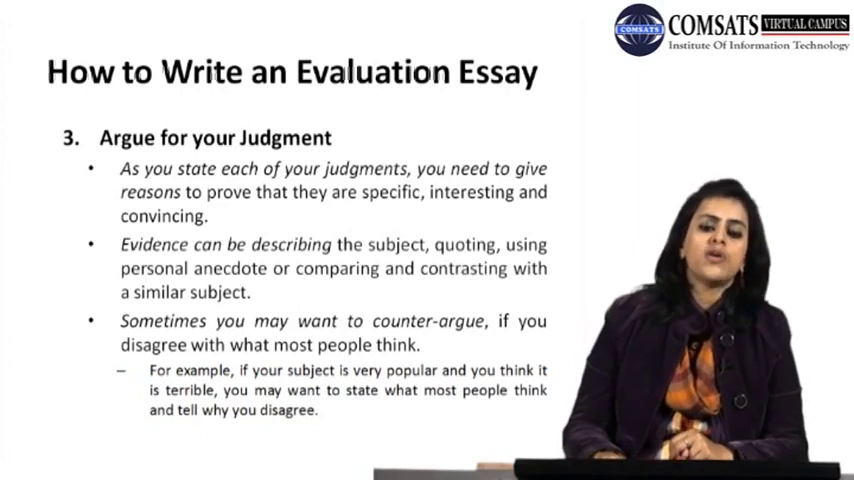 COMSATS VIRTUAL CAMPUS
COMSATS
Institute Of Information Technology
How to Write an Evaluation Essay
3. Argue for your Judgment
• As you state each of your judgments, you need to give
reasons to prove that they are specific, interesting and
convincing.
• Evidence can be describing the subject, quoting, using
personal anecdote or comparing and contrasting with
a similar subject.
• Sometimes you may want to counter-argue, if you
disagree with what most people think.
– For example, if your subject is very popular and you think it
is terrible, you may want to state what most people think
and tell why you disagree.